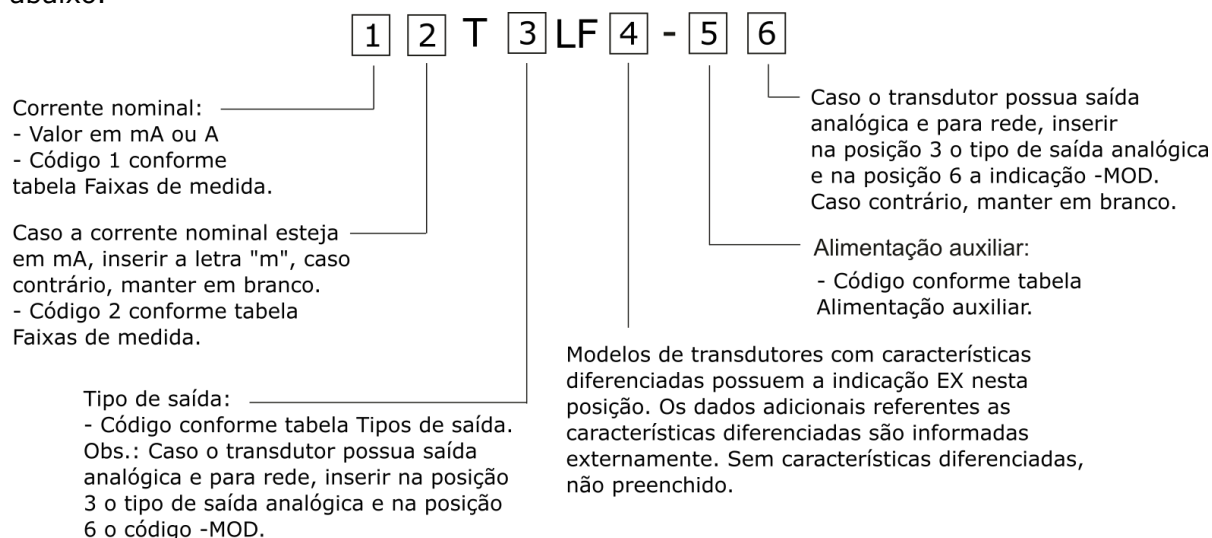 abaixo:
1 2 T 3 LF 4 - 5 6
Corrente nominal:
- Valor em mA ou A
- Código 1 conforme
tabela Faixas de medida.
Caso a corrente nominal esteja
em mA, inserir a letra "m", caso
contrário, manter em branco.
- Código 2 conforme tabela
Faixas de medida.
Tipo de saída:
- Código conforme tabela Tipos de saída.
Obs.: Caso o transdutor possua saída
analógica e para rede, inserir na posição
3 o tipo de saída analógica e na posição
6 o código -MOD.
Modelos de transdutores com características
diferenciadas possuem a indicação EX nesta
posição. Os dados adicionais referentes as
características diferenciadas são informadas
externamente. Sem características diferenciadas,
não preenchido.
Alimentação auxiliar:
- Código conforme tabela
Alimentação auxiliar.
Caso o transdutor possua saída
analógica e para rede, inserir
na posição 3 o tipo de saída analógica
e na posição 6 a indicação -MOD.
Caso contrário, manter em branco.